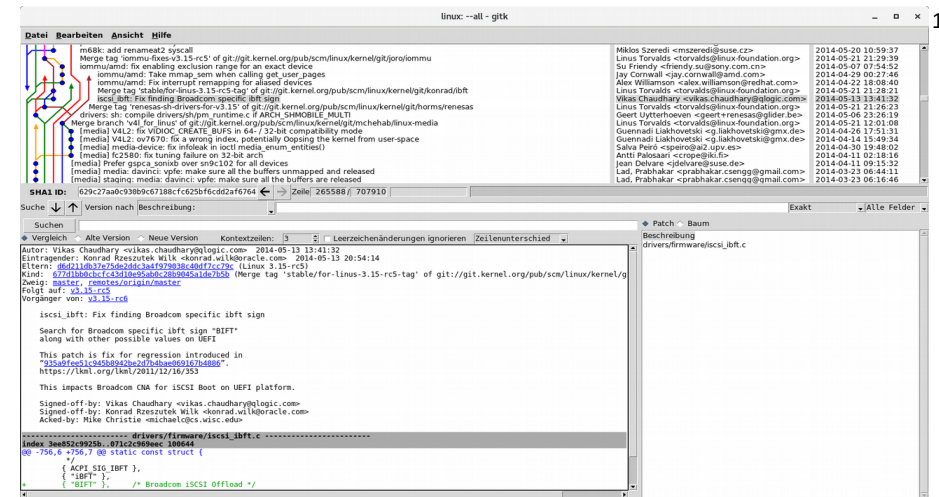 linux: --all - gitk
1
Datei Bearbeiten Ansicht Hilfe
m68k: add renameat2 syscall Miklos Szeredi <mszeredi@suse.cz> 2014-05-20 10:59:37
Merge tag 'iommu-fixes-v3.15-rc5' of git://git.kernel.org/pub/scm/linux/kernel/git/joro/iommu Linus Torvalds <torvalds@linux-foundation.org> 2014-05-21 21:29:39
iommu/amd: fix enabling exclusion range for an exact device Su Friendy <friendy.su@sony.com.cn> 2014-05-07 07:54:52
iommu/amd: Take mmap_sem when calling get_user_pages Jay Cornwall <jay.cornwall@amd.com> 2014-04-29 00:27:46
iommu/amd: Fix interrupt remapping for aliased devices Alex Williamson <alex.williamson@redhat.com> 2014-04-22 18:08:40
Merge tag 'stable/for-linus-3.15-rc5-tag' of git://git.kernel.org/pub/scm/linux/kernel/git/konrad/ibft Linus Torvalds <torvalds@linux-foundation.org> 2014-05-21 21:28:21
iscsi_ibft: Fix finding Broadcom specific ibft sign Vikas Chaudhary <vikas.chaudhary@qlogic.com> 2014-05-13 13:41:32
Merge tag 'renesas-sh-drivers-for-v3.15' of git://git.kernel.org/pub/scm/linux/kernel/git/horms/renesas Linus Torvalds <torvalds@linux-foundation.org> 2014-05-21 21:26:23
drivers: sh: compile drivers/sh/pm_runtime.c if ARCH_SHMOBILE_MULTI Geert Uytterhoeven <geert+renesas@glider.be> 2014-05-06 23:26:19
Merge branch 'v4l_for_linus' of git://git.kernel.org/pub/scm/linux/kernel/git/mchehab/linux-media Linus Torvalds <torvalds@linux-foundation.org> 2014-05-21 12:01:08
[media] V4L2: fix VIDIOC_CREATE_BUFS in 64- / 32-bit compatibility mode Guennadi Liakhovetski <g.liakhovetski@gmx.de> 2014-04-26 17:51:31
[media] V4L2: ov7670: fix a wrong index, potentially Oopsing the kernel from user-space Guennadi Liakhovetski <g.liakhovetski@gmx.de> 2014-04-14 15:49:34
[media] media-device: fix infoleak in ioctl media_enum_entities() Salva Peiró <speiro@ai2.upv.es> 2014-04-30 19:48:02
[media] fc2580: fix tuning failure on 32-bit arch Antti Palosaari <crope@iki.fi> 2014-04-11 02:18:16
[media] Prefer gspca_sonixb over sn9c102 for all devices Jean Delvare <jdelvare@suse.de> 2014-04-11 09:15:32
[media] media: davinci: vpfe: make sure all the buffers unmapped and released Lad, Prabhakar <prabhakar.csengg@gmail.com> 2014-03-23 06:44:11
[media] staging: media: davinci: vpfe: make sure all the buffers are released Lad, Prabhakar <prabhakar.csengg@gmail.com> 2014-03-23 06:16:46
SHA1 ID: 629c27aa0c930b9c67188cfc625bf6cdd2af6764 Zeile 265588 / 707910
Suche Version nach Beschreibung: Exakt Alle Felder
Suchen Patch Baum
Vergleich Alte Version Neue Version Kontextzeilen: 3 Leerzeichenänderungen ignorieren Zeilenunterschied
Beschreibung
drivers/firmware/iscsi_ibft.c
Autor: Vikas Chaudhary <vikas.chaudhary@qlogic.com> 2014-05-13 13:41:32
Eintragender: Konrad Rzeszutek Wilk <konrad.wilk@oracle.com> 2014-05-13 20:54:14
Eltern: d6d211db37e75de2ddc3a4f979038c40df7cc79c (Linux 3.15-rc5)
Kind: 677d1bb0cbcfc43d10e95ab0c28b9045a1de7b5b (Merge tag 'stable/for-linus-3.15-rc5-tag' of git://git.kernel.org/pub/scm/linux/kernel/g
Zweig: master, remotes/origin/master
Folgt auf: v3.15-rc5
Vorgänger von: v3.15-rc6
iscsi_ibft: Fix finding Broadcom specific ibft sign
Search for Broadcom specific ibft sign "BIFT"
along with other possible values on UEFI
This patch is fix for regression introduced in
“935a9fee51c945b8942be2d7b4bae069167b4886”.
https://lkml.org/lkml/2011/12/16/353
This impacts Broadcom CNA for iSCSI Boot on UEFI platform.
Signed-off-by: Vikas Chaudhary <vikas.chaudhary@qlogic.com>
Signed-off-by: Konrad Rzeszutek Wilk <konrad.wilk@oracle.com>
Acked-by: Mike Christie <michaelc@cs.wisc.edu>
----------------------- drivers/firmware/iscsi_ibft.c -----------------------
index 3ee852c9925b..071c2c969eec 100644
@@ -756,6 +756,7 @@ static const struct {
*/
{ ACPI_SIG_IBFT },
{ "iBFT" },
+ { "BIFT" }, /* Broadcom iSCSI Offload */